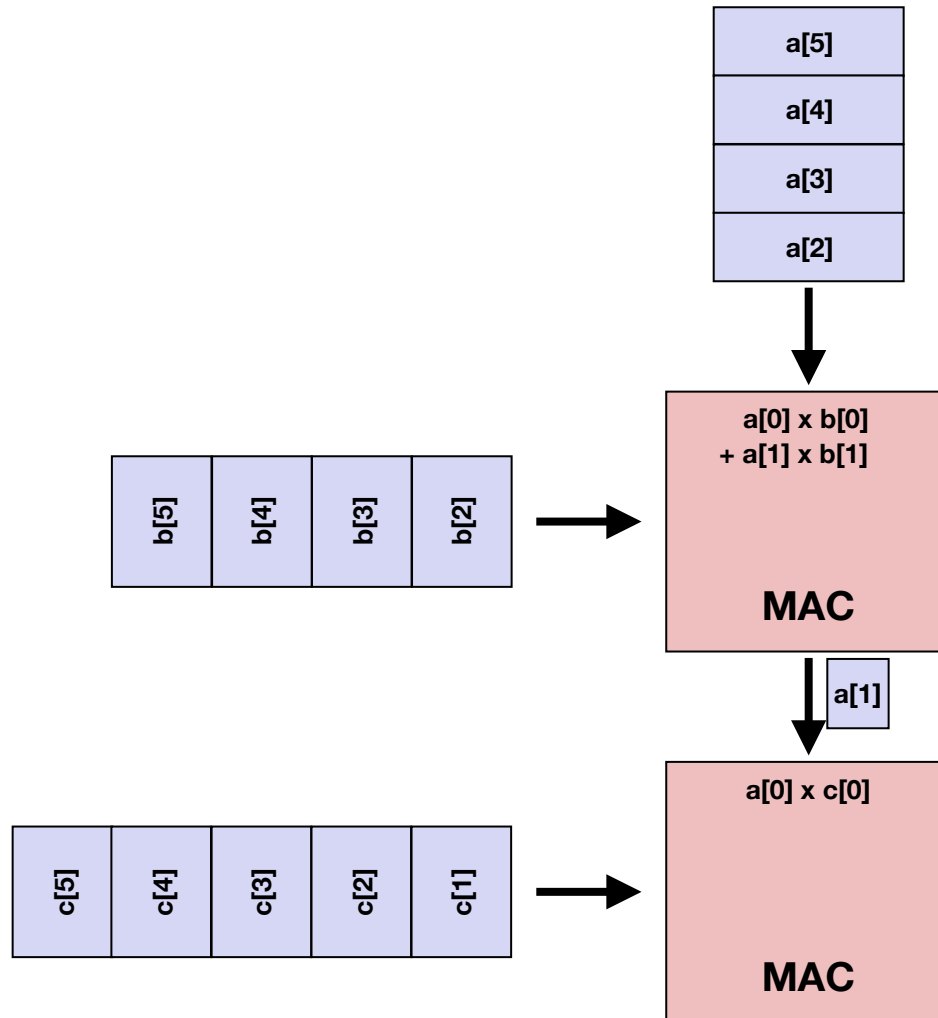 a[5]
a[4]
a[3]
a[2]
a[0] x b[0]
+ a[1] x b[1]
b[5]
b[4]
b[3]
b[2]
MAC
a[1]
a[0] x c[0]
c[5]
c[4]
c[3]
c[2]
c[1]
MAC